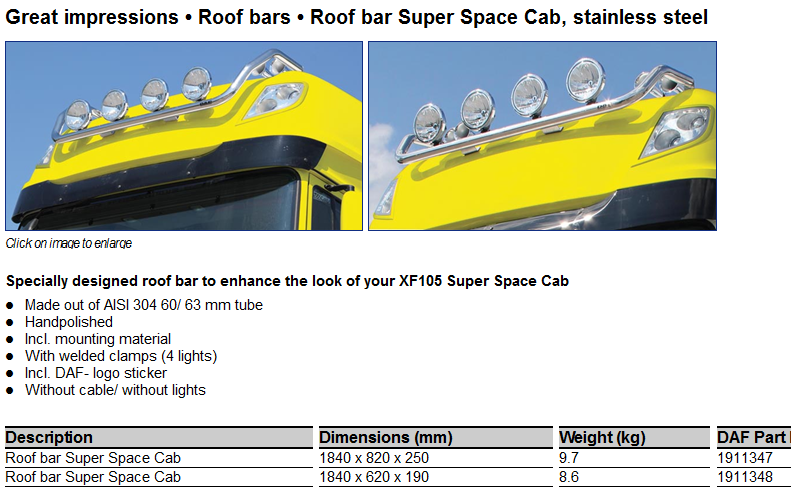 Great impressions • Roof bars • Roof bar Super Space Cab, stainless steel
Click on image to enlarge
Specially designed roof bar to enhance the look of your XF105 Super Space Cab
● Made out of AISI 304 60/ 63 mm tube
● Handpolished
● Incl. mounting material
● With welded clamps (4 lights)
● Incl. DAF- logo sticker
● Without cable/ without lights
Description Dimensions (mm) Weight (kg) DAF Part
Roof bar Super Space Cab 1840 x 820 x 250 9.7 1911347
Roof bar Super Space Cab 1840 x 620 x 190 8.6 1911348